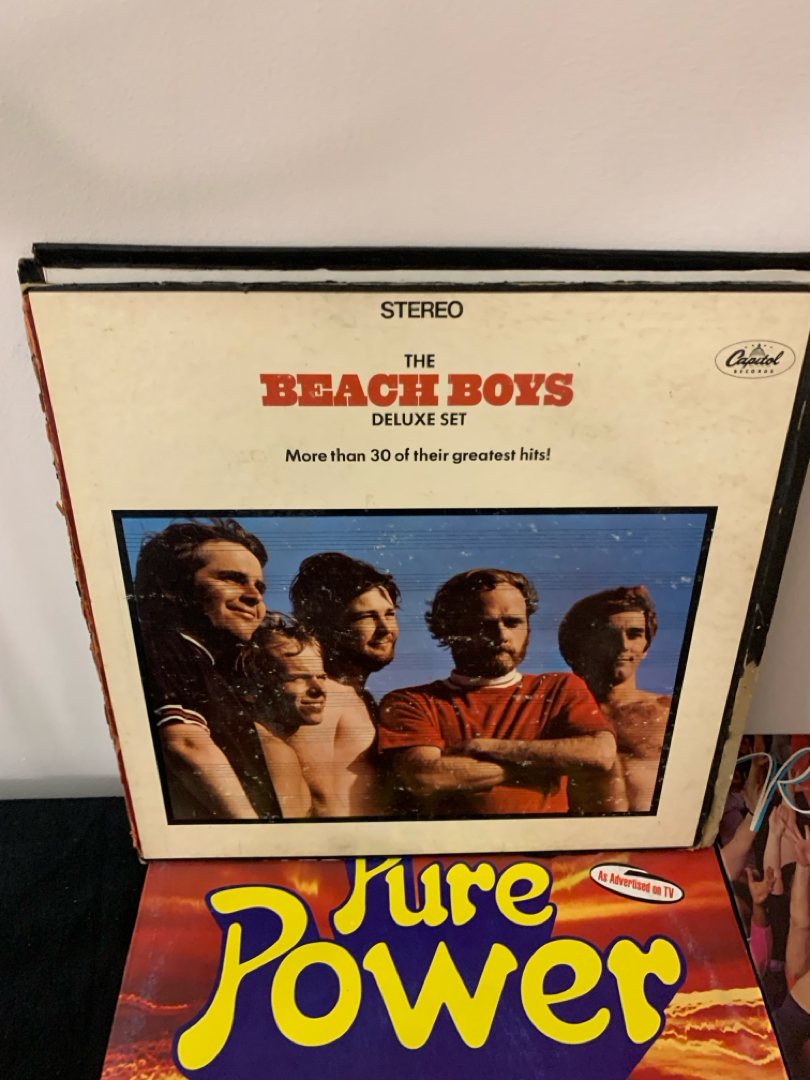 STEREO
THE
BEACH BOYS
DELUXE SET
More than 30 of their greatest hits!
Capitol
RECORDS
Pure
Power
As Advertised on TV